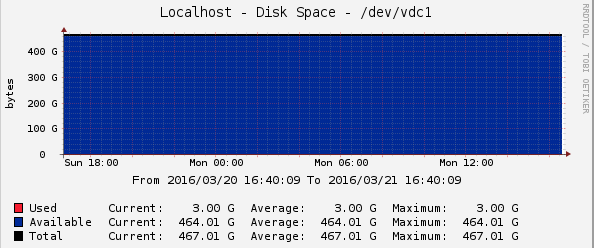 Localhost - Disk Space - /dev/vdc1
RRDTOOL / TOBI OETIKER
bytes
400 G
300 G
200 G
100 G
0
Sun 18:00 Mon 00:00 Mon 06:00 Mon 12:00
From 2016/03/20 16:40:09 To 2016/03/21 16:40:09
Used Current: 3.00 G Average: 3.00 G Maximum: 3.00 G
Available Current: 464.01 G Average: 464.01 G Maximum: 464.01 G
Total Current: 467.01 G Average: 467.01 G Maximum: 467.01 G